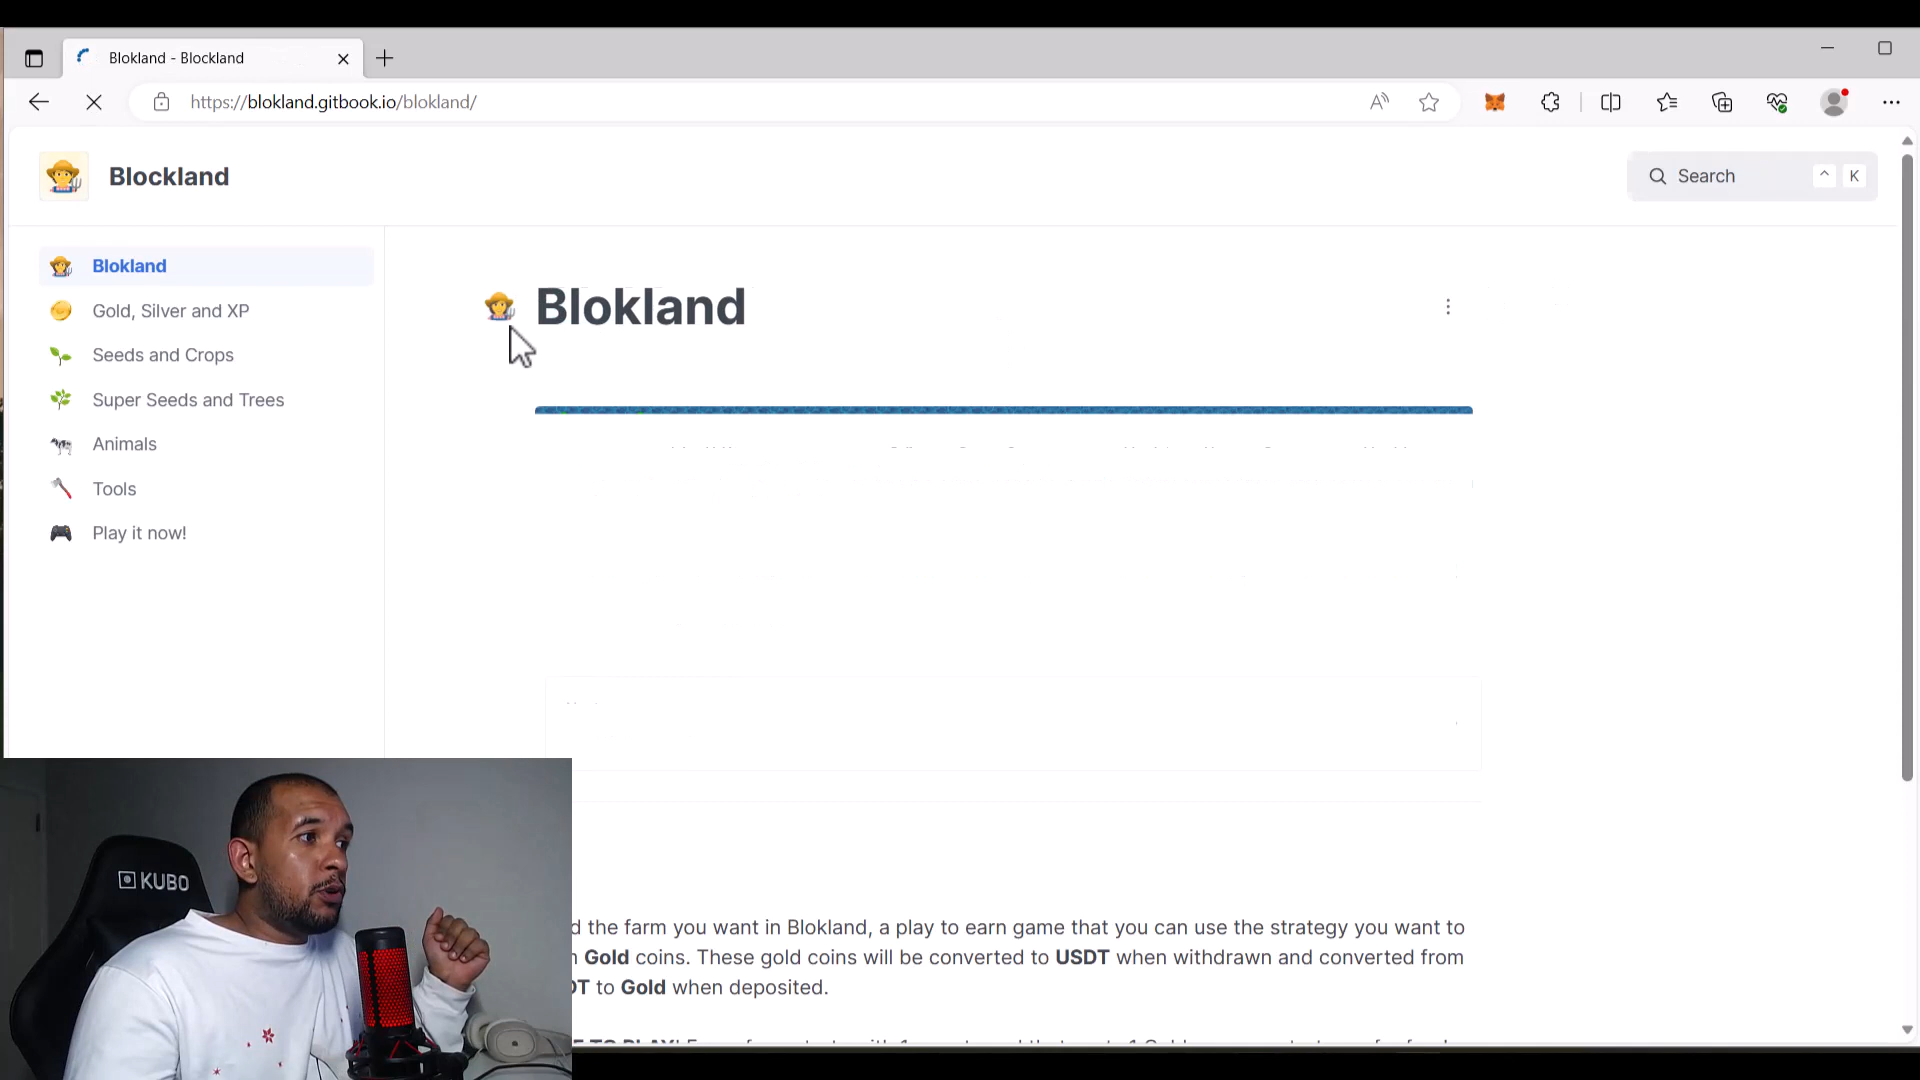 Blokland - Blockland
https://blokland.gitbook.io/blokland/
Blockland
Search
^ K
Blokland
Gold, Silver and XP
Seeds and Crops
Super Seeds and Trees
Animals
Tools
Play it now!
Blokland
the farm you want in Blokland, a play to earn game that you can use the strategy you want to
Gold coins. These gold coins will be converted to USDT when withdrawn and converted from
to Gold when deposited.
KUBO